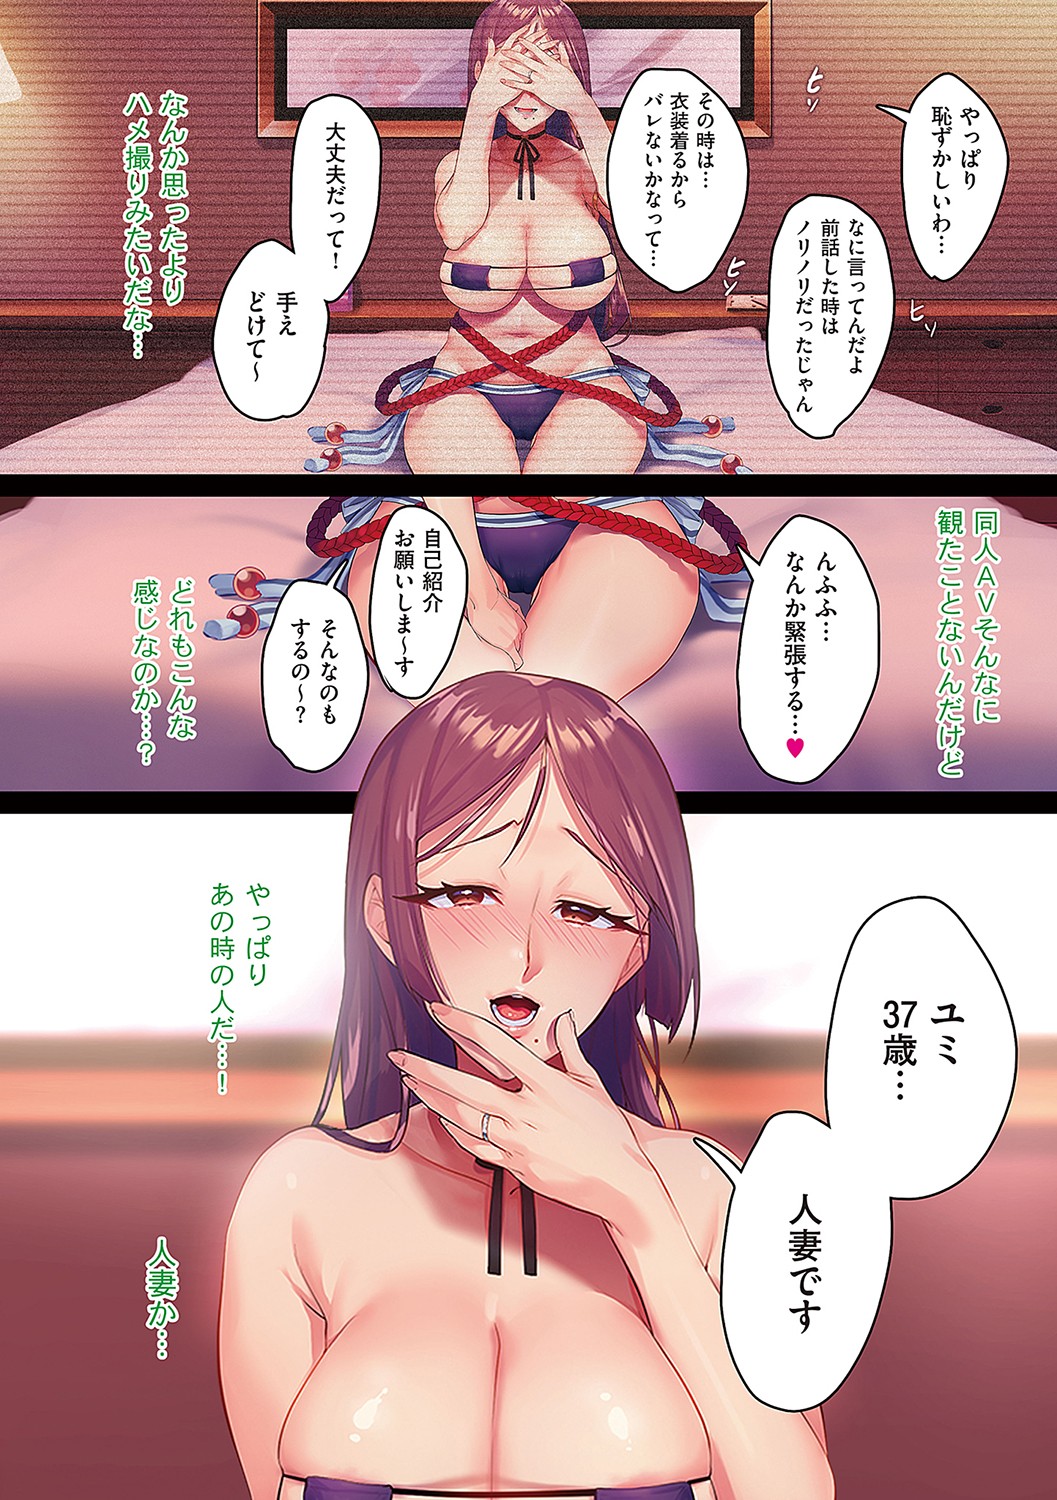 やっぱり
恥ずかしいわ…
ヒソ
なに言ってんだよ
前話した時は
ノリノリだったじゃん
ヒソ
ヒソ
その時は…
衣装着るから
バレないかなって…
大丈夫だって！
手え
どけて～
なんか思ったより
ハメ撮りみたいだな…
同人ＡＶそんなに
観たことないんだけど
んふふ…
なんか緊張する…♥
自己紹介
お願いしま～す
そんなのも
するの～？
どれもこんな
感じなのか…？
ユミ
37歳…
人妻です
やっぱり
あの時の人だ…！
人妻か…